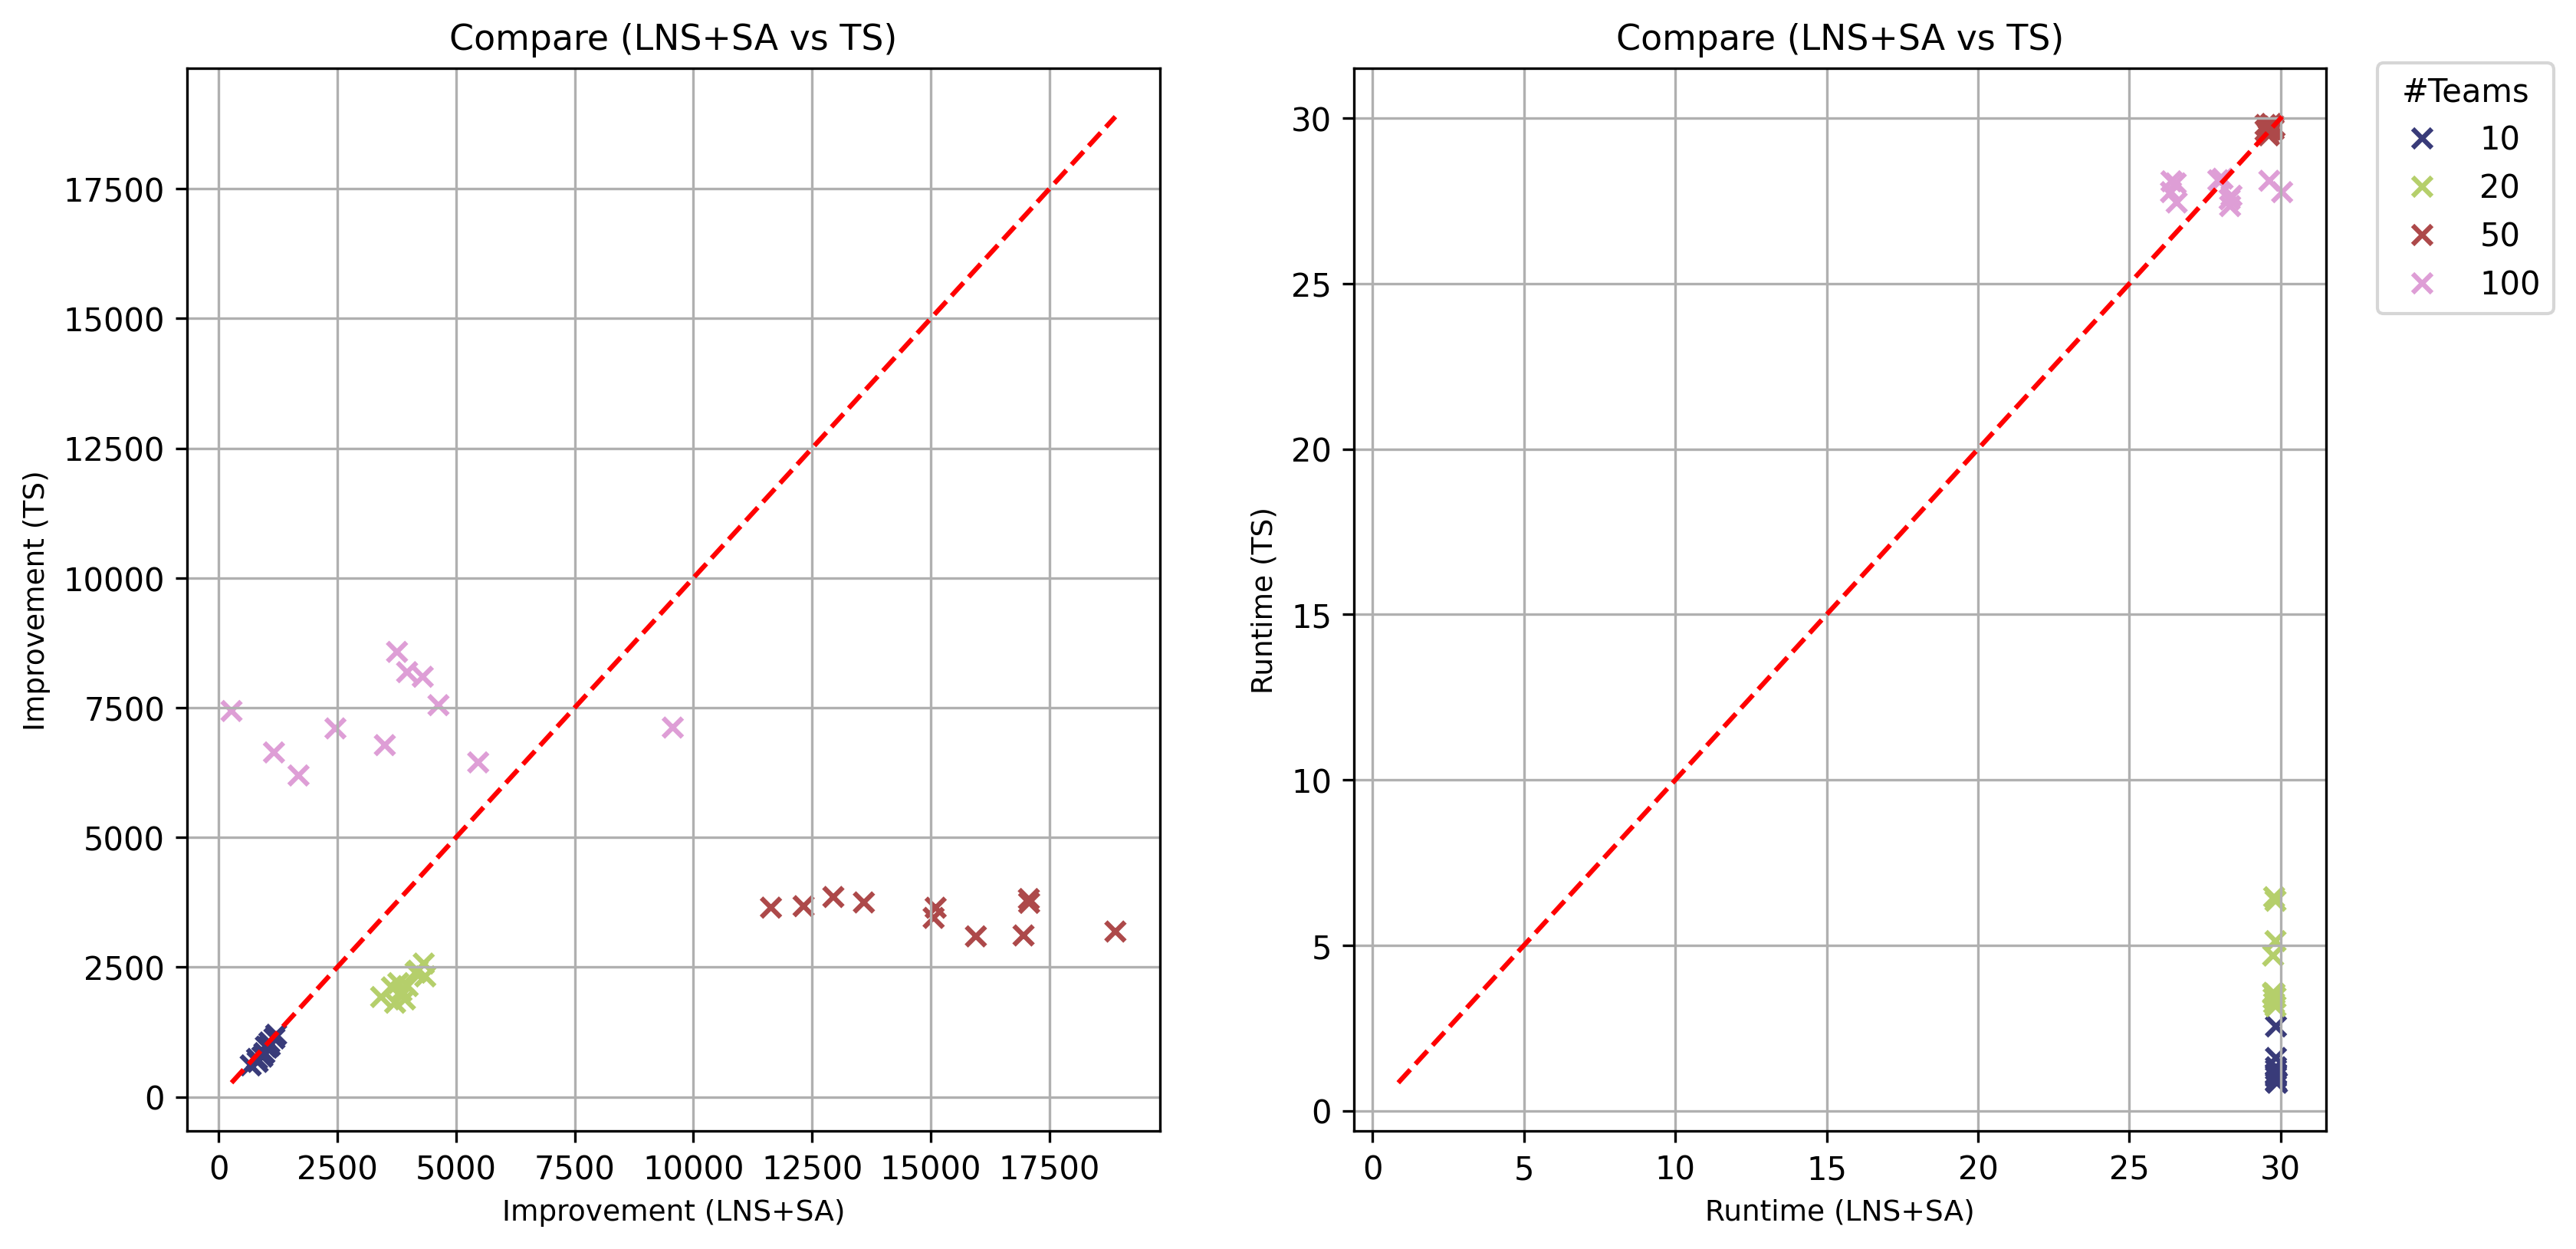 Compare (LNS+SA vs TS)
Improvement (TS)
17500
15000
12500
10000
7500
5000
2500
0
0 2500 5000 7500 10000 12500 15000 17500
Improvement (LNS+SA)
Compare (LNS+SA vs TS)
Runtime (TS)
30
25
20
15
10
5
0
0 5 10 15 20 25 30
Runtime (LNS+SA)
#Teams
10
20
50
100